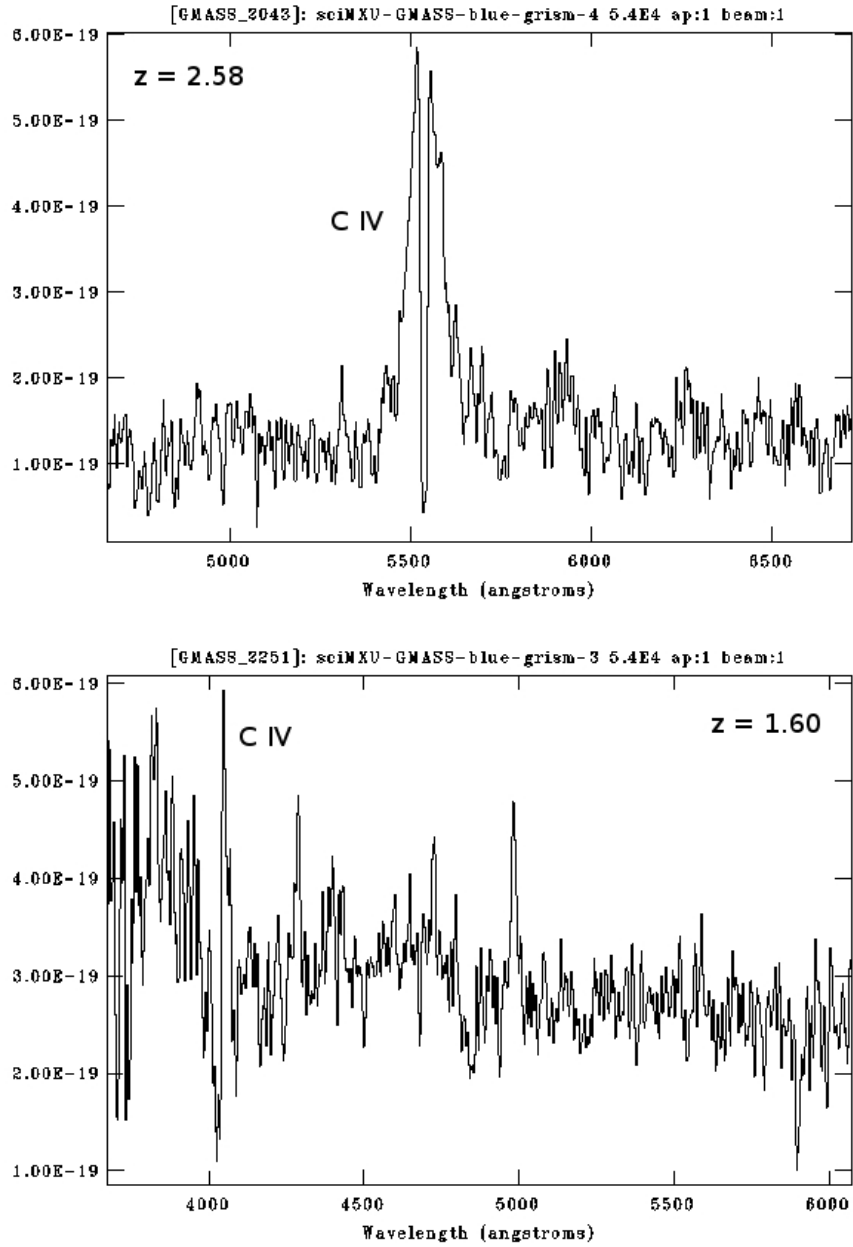 [GMASS_2043]: sciMXU-GMASS-blue-grism-4 5.4E4 ap:1 beam:1
6.00E-19
z = 2.58
5.00E-19
C IV
4.00E-19
3.00E-19
2.00E-19
1.00E-19
5000 5500 6000 6500
Wavelength (angstroms)
[GMASS_2251]: sciMXU-GMASS-blue-grism-3 5.4E4 ap:1 beam:1
6.00E-19
C IV
z = 1.60
5.00E-19
4.00E-19
3.00E-19
2.00E-19
1.00E-19
4000 4500 5000 5500 6000
Wavelength (angstroms)